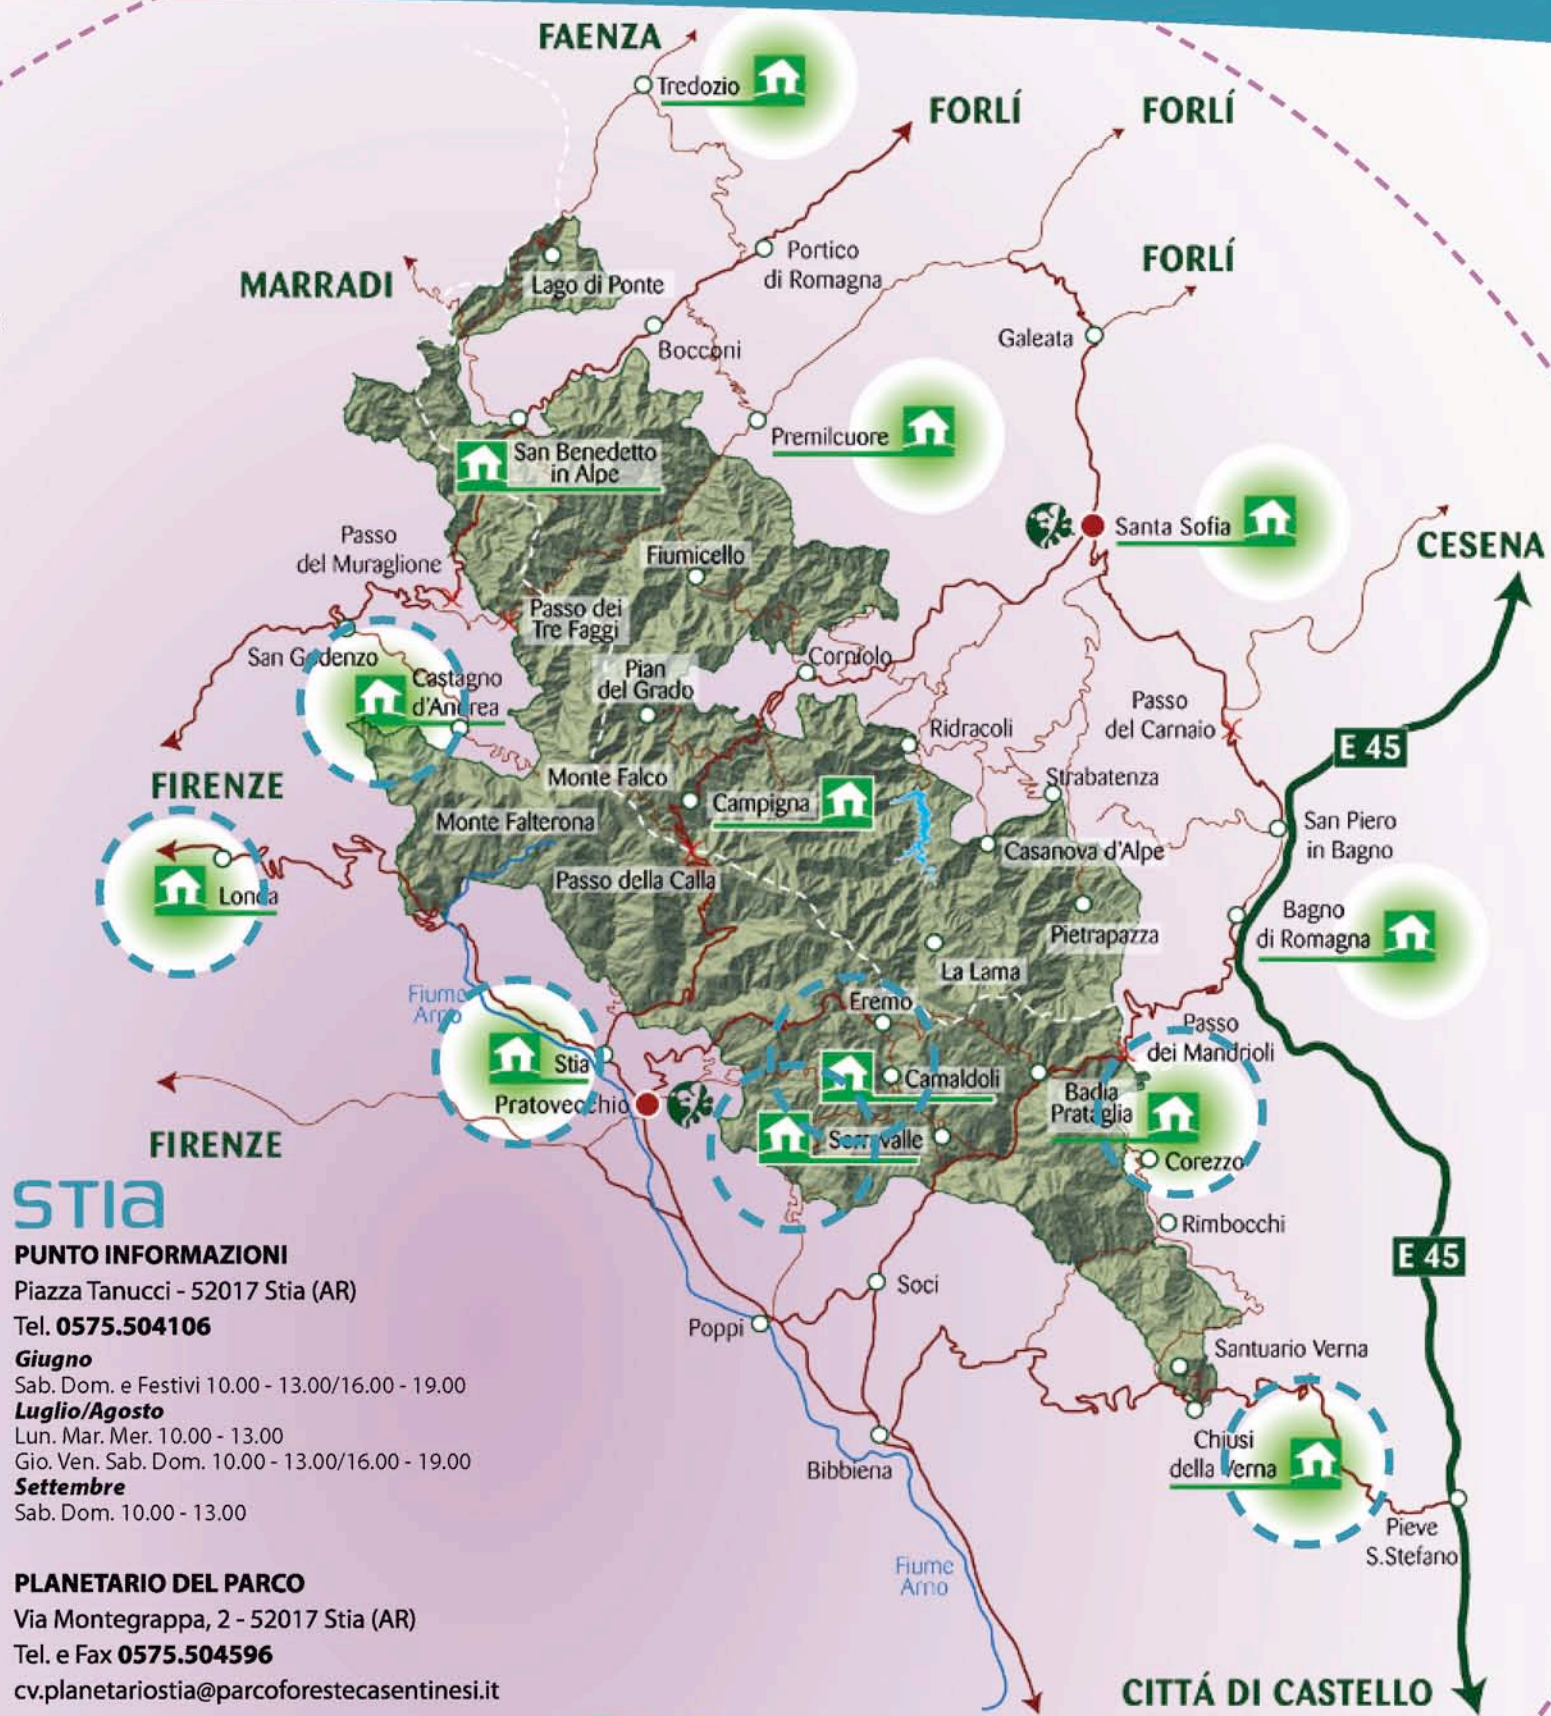 FAENZA
Tredozio
FORLÍ
FORLÍ
Portico
di Romagna
FORLÍ
MARRADI
Lago di Ponte
Galeata
Bocconi
Premilcuore
San Benedetto
in Alpe
Santa Sofia
CESENA
Passo
del Muraglione
Fiumicello
Passo dei
Tre Faggi
San Godenzo
Castagno
d'Andrea
Corniolo
Pian
del Grado
Passo
del Carnaio
Ridracoli
E 45
FIRENZE
Monte Falco
Strabatenza
Campigna
Monte Falterona
San Piero
in Bagno
Casanova d'Alpe
Passo della Calla
Londa
Bagno
di Romagna
Pietrapazza
La Lama
Fiume
Arno
Eremo
Passo
dei Mandrioli
Stia
Camaldoli
Pratovecchio
Badia
Prataglia
FIRENZE
Serravalle
Corezzo
Rimbocchi
E 45
Soci
Poppi
Santuario Verna
Chiusi
della Verna
Bibbiena
Pieve
S.Stefano
Fiume
Arno
CITTÁ DI CASTELLO
STIA
PUNTO INFORMAZIONI
Piazza Tanucci - 52017 Stia (AR)
Tel. 0575.504106
Giugno
Sab. Dom. e Festivi 10.00 - 13.00/16.00 - 19.00
Luglio/Agosto
Lun. Mar. Mer. 10.00 - 13.00
Gio. Ven. Sab. Dom. 10.00 - 13.00/16.00 - 19.00
Settembre
Sab. Dom. 10.00 - 13.00
PLANETARIO DEL PARCO
Via Montegrappa, 2 - 52017 Stia (AR)
Tel. e Fax 0575.504596
cv.planetariostia@parcoforestecasentinesi.it